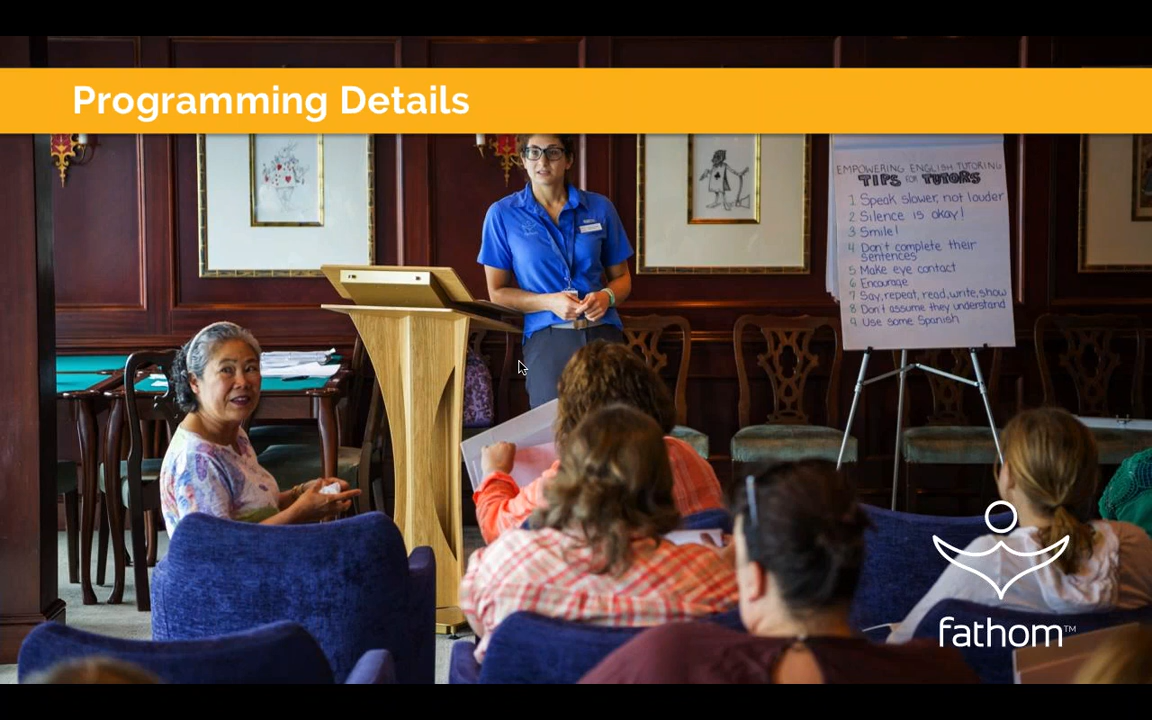 Programming Details
EMPOWERING ENGLISH TUTORING
TIPS FOR TUTORS
1 Speak slower, not louder
2 Silence is okay!
3 Smile!
4 Don't complete their
sentences
5 Make eye contact
6 Encourage
7 Say, repeat, read, write, show
8 Don't assume they understand
9 Use some Spanish
fathom™